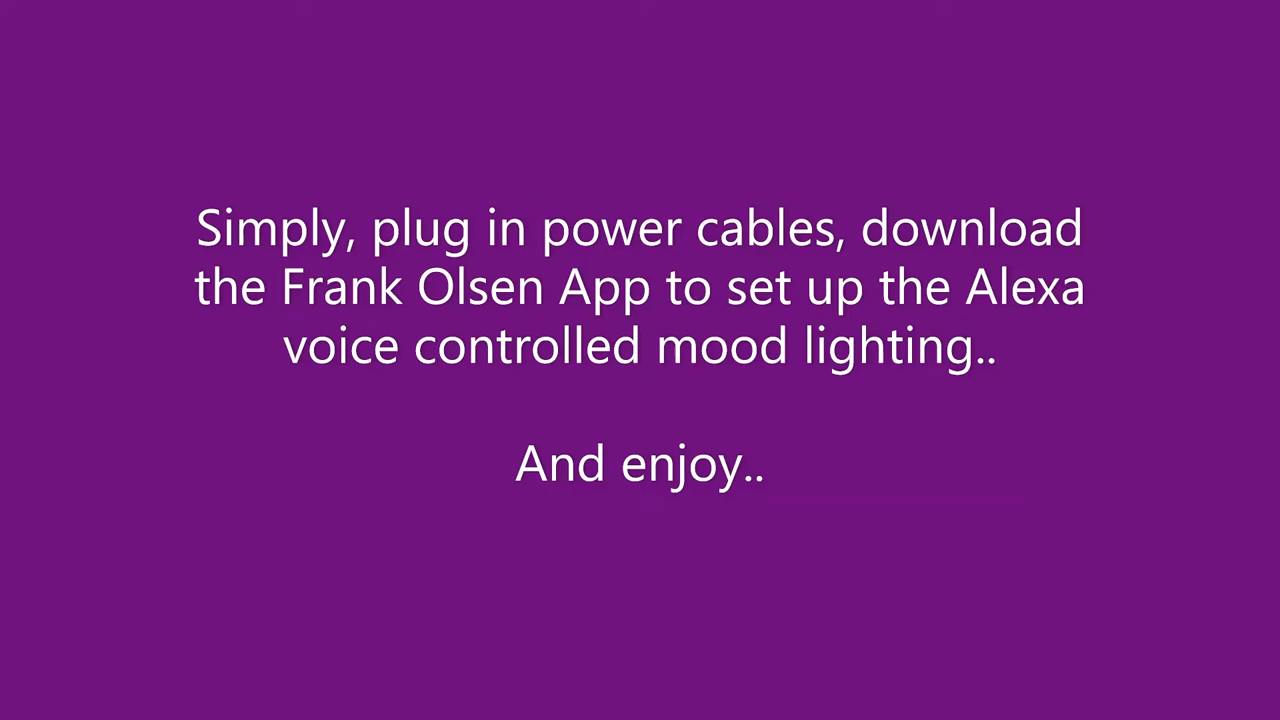 Simply, plug in power cables, download
the Frank Olsen App to set up the Alexa
voice controlled mood lighting..
And enjoy..